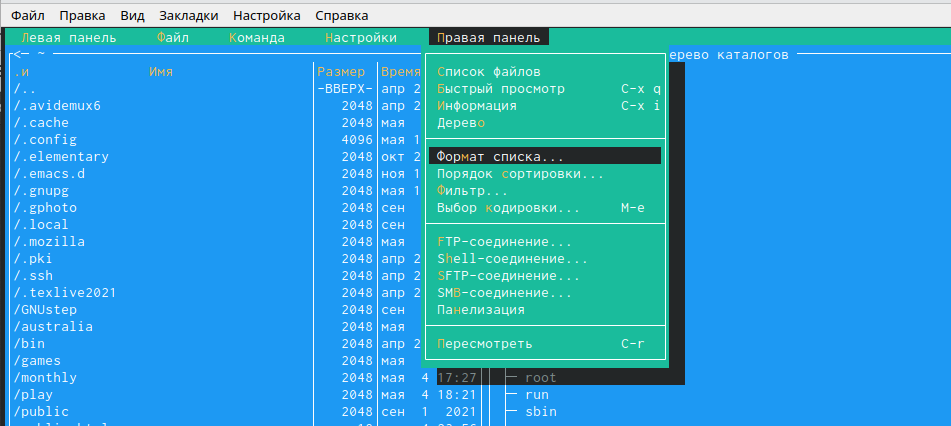 Файл Правка Вид Закладки Настройка Справка
Левая панель Файл Команда Настройки Правая панель
<─ ~ ерево каталогов
.и Имя Размер Время Список файлов
/.. -ВВЕРХ- апр 2 Быстрый просмотр C-x q
/.avidemux6 2048 апр 2 Информация C-x i
/.cache 2048 мая Дерево
/.config 4096 мая 1
/.elementary 2048 окт 2 Формат списка...
/.emacs.d 2048 ноя 1 Порядок сортировки...
/.gnupg 2048 мая 1 Фильтр...
/.gphoto 2048 сен Выбор кодировки... M-e
/.local 2048 сен
/.mozilla 2048 мая FTP-соединение...
/.pki 2048 апр 2 Shell-соединение...
/.ssh 2048 апр 2 SFTP-соединение...
/.texlive2021 2048 апр 2 SMB-соединение...
/GNUstep 2048 сен Панелизация
/australia 2048 мая
/bin 2048 апр 2 Пересмотреть C-r
/games 2048 мая
/monthly 2048 мая 4 17:27 root
/play 2048 мая 4 18:21 run
/public 2048 сен 1 2021 sbin